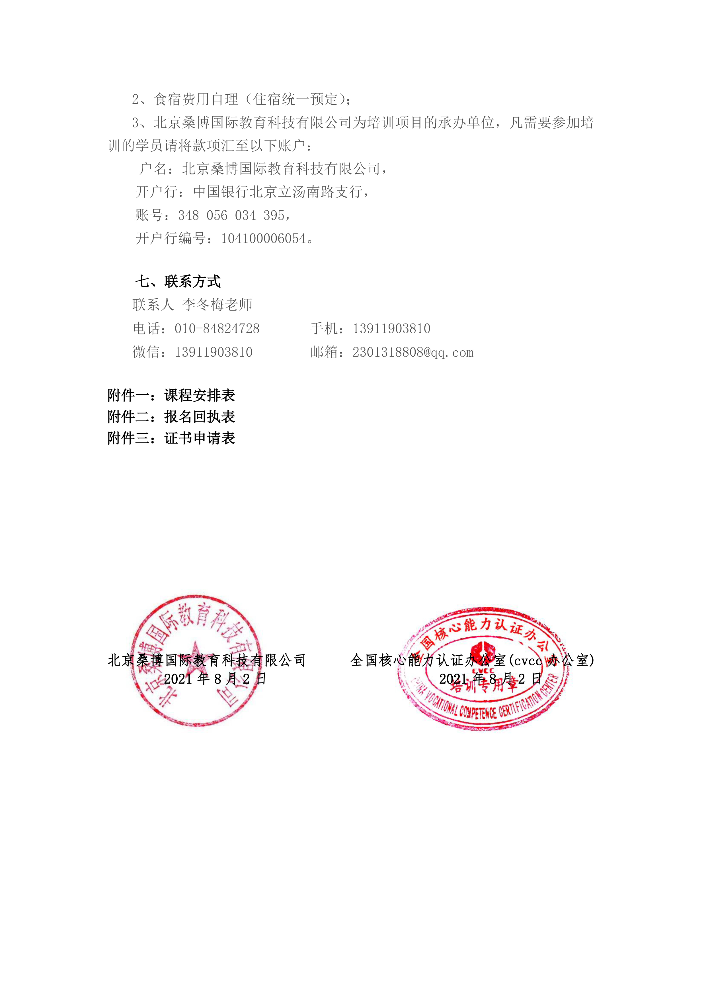 2、食宿费用自理（住宿统一预定）；
3、北京桑博国际教育科技有限公司为培训项目的承办单位，凡需要参加培
训的学员请将款项汇至以下账户：
户名：北京桑博国际教育科技有限公司，
开户行：中国银行北京立汤南路支行，
账号：348 056 034 395，
开户行编号：104100006054。
七、联系方式
联系人 李冬梅老师
电话：010-84824728 手机：13911903810
微信：13911903810 邮箱：2301318808@qq.com
附件一：课程安排表
附件二：报名回执表
附件三：证书申请表
北京桑博国际教育科技有限公司 全国核心能力认证办公室(cvcc 办公室)
2021 年 8 月 2 日 2021 年 8 月 2 日
北京桑博国际教育科技有限公司
全国核心能力认证办公室
CVCC
培训专用章
CHINA VOCATIONAL COMPETENCE CERTIFICATION CENTER